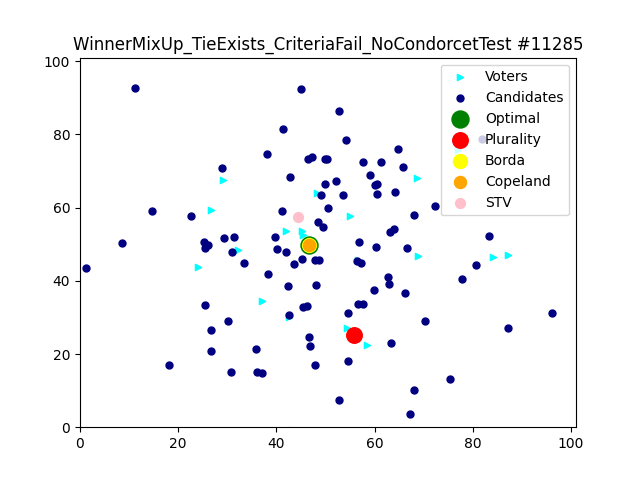 WinnerMixUp_TieExists_CriteriaFail_NoCondorcetTest #11285
Voters
Candidates
Optimal
Plurality
Borda
Copeland
STV
100
80
60
40
20
0
0 20 40 60 80 100